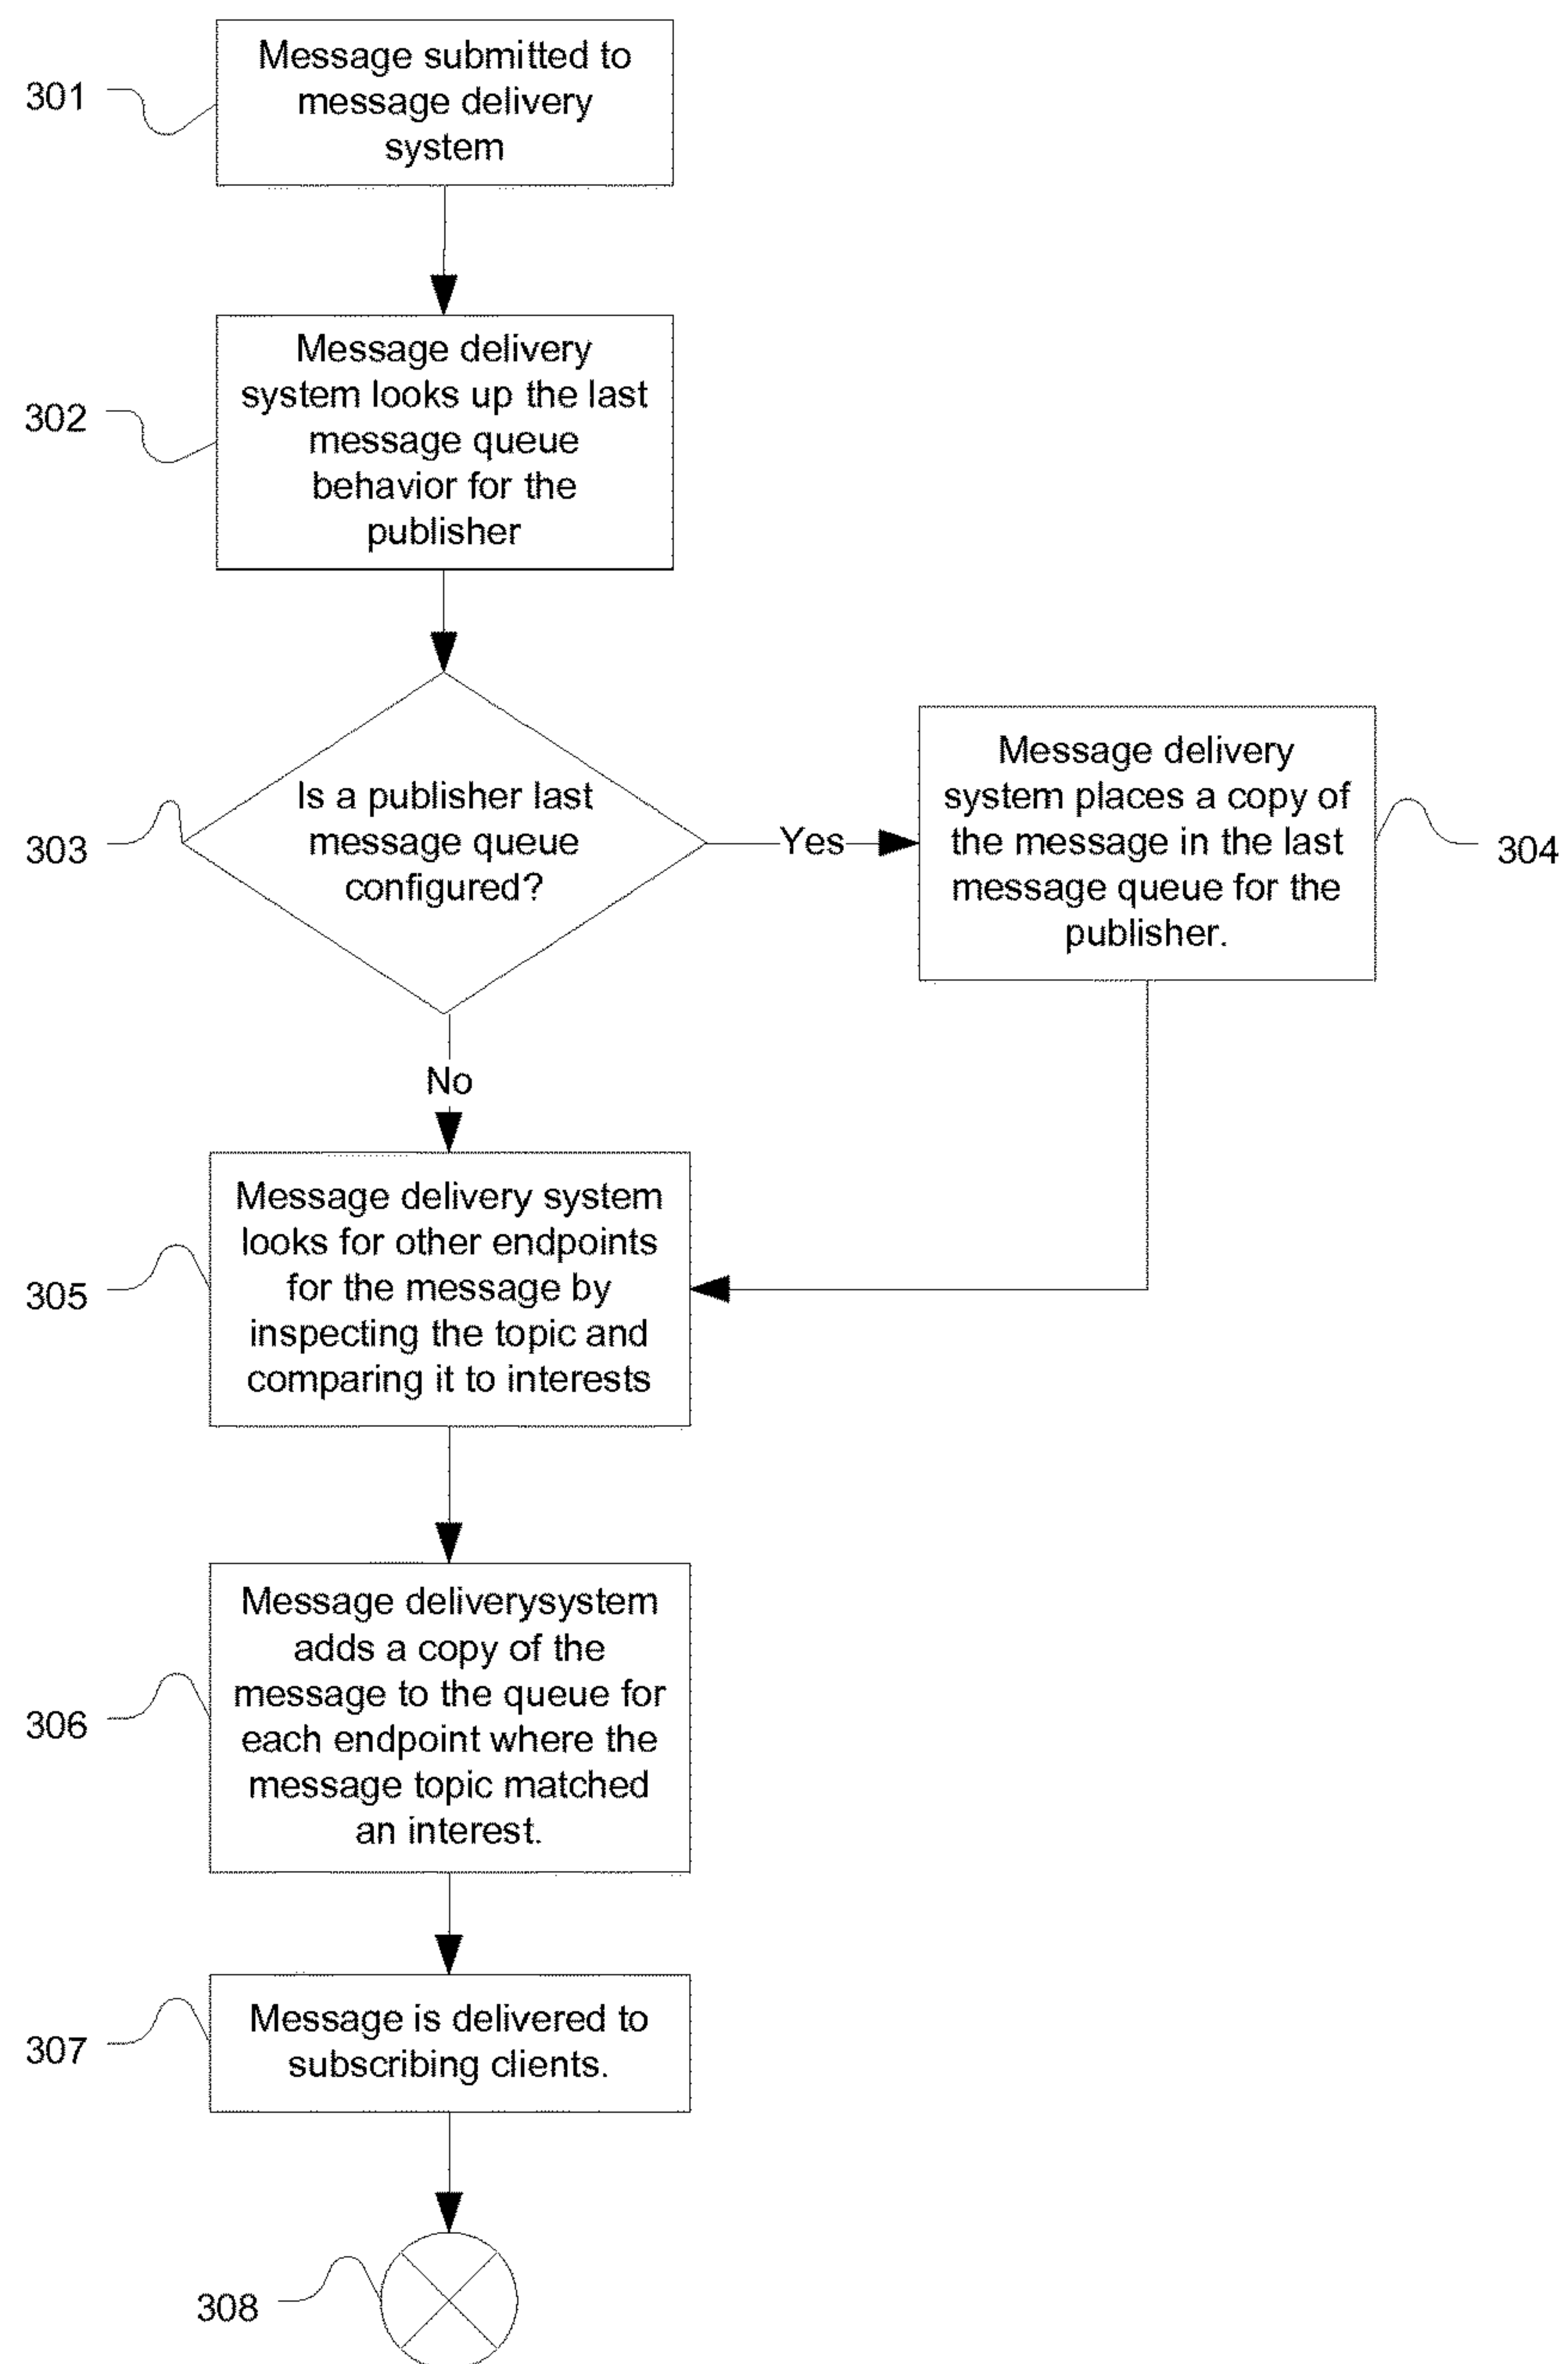 301
Message submitted to
message delivery
system
302
Message delivery
system looks up the last
message queue
behavior for the
publisher
303
Is a publisher last
message queue
configured?
Yes
Message delivery
system places a copy of
the message in the last
message queue for the
publisher.
304
No
305
Message delivery system
looks for other endpoints
for the message by
inspecting the topic and
comparing it to interests
306
Message deliverysystem
adds a copy of the
message to the queue for
each endpoint where the
message topic matched
an interest.
307
Message is delivered to
subscribing clients.
308